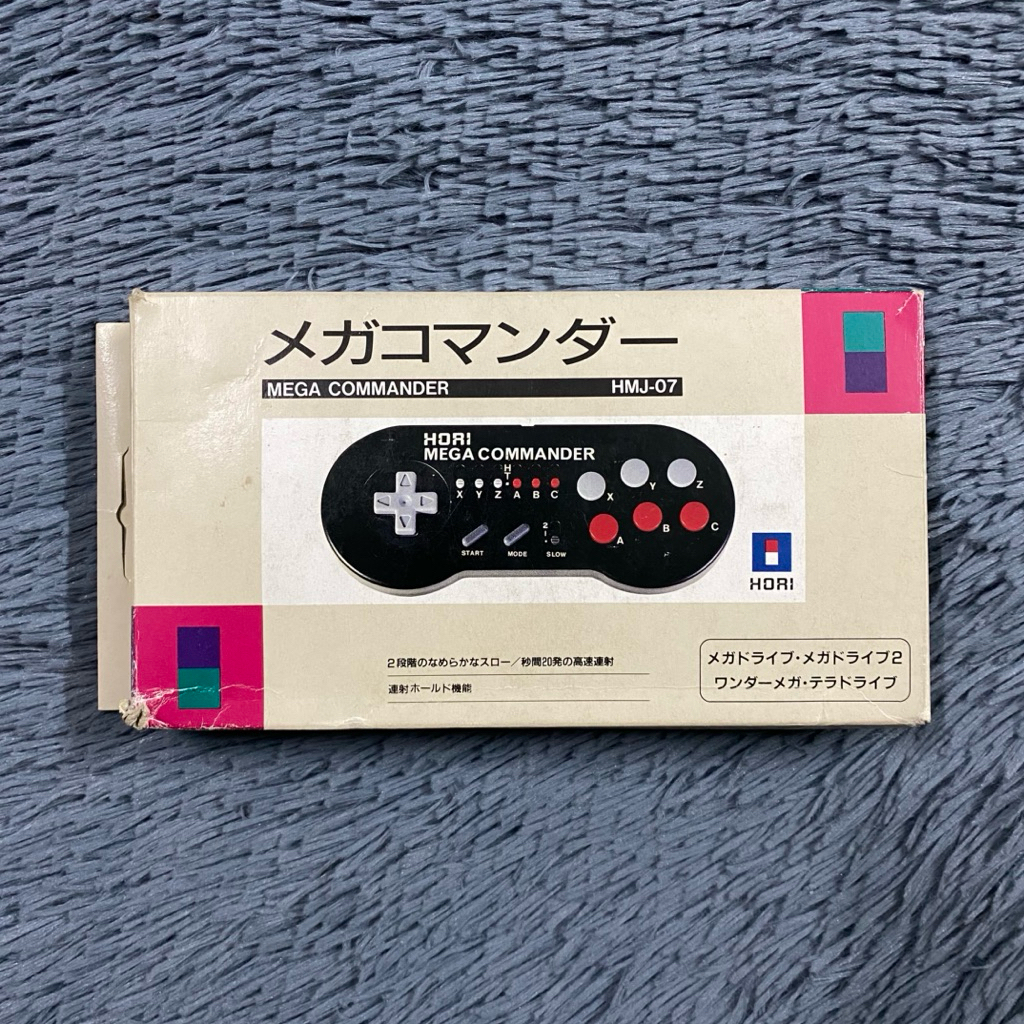 メガコマンダー
MEGA COMMANDER HMJ-07
HORI
MEGA COMMANDER
H
T
X Y Z A B C
START MODE SLOW
2
1
X Y Z
A B C
HORI
2段階のなめらかなスロー／秒間20発の高速連射
連射ホールド機能
メガドライブ・メガドライブ2
ワンダーメガ・テラドライブ